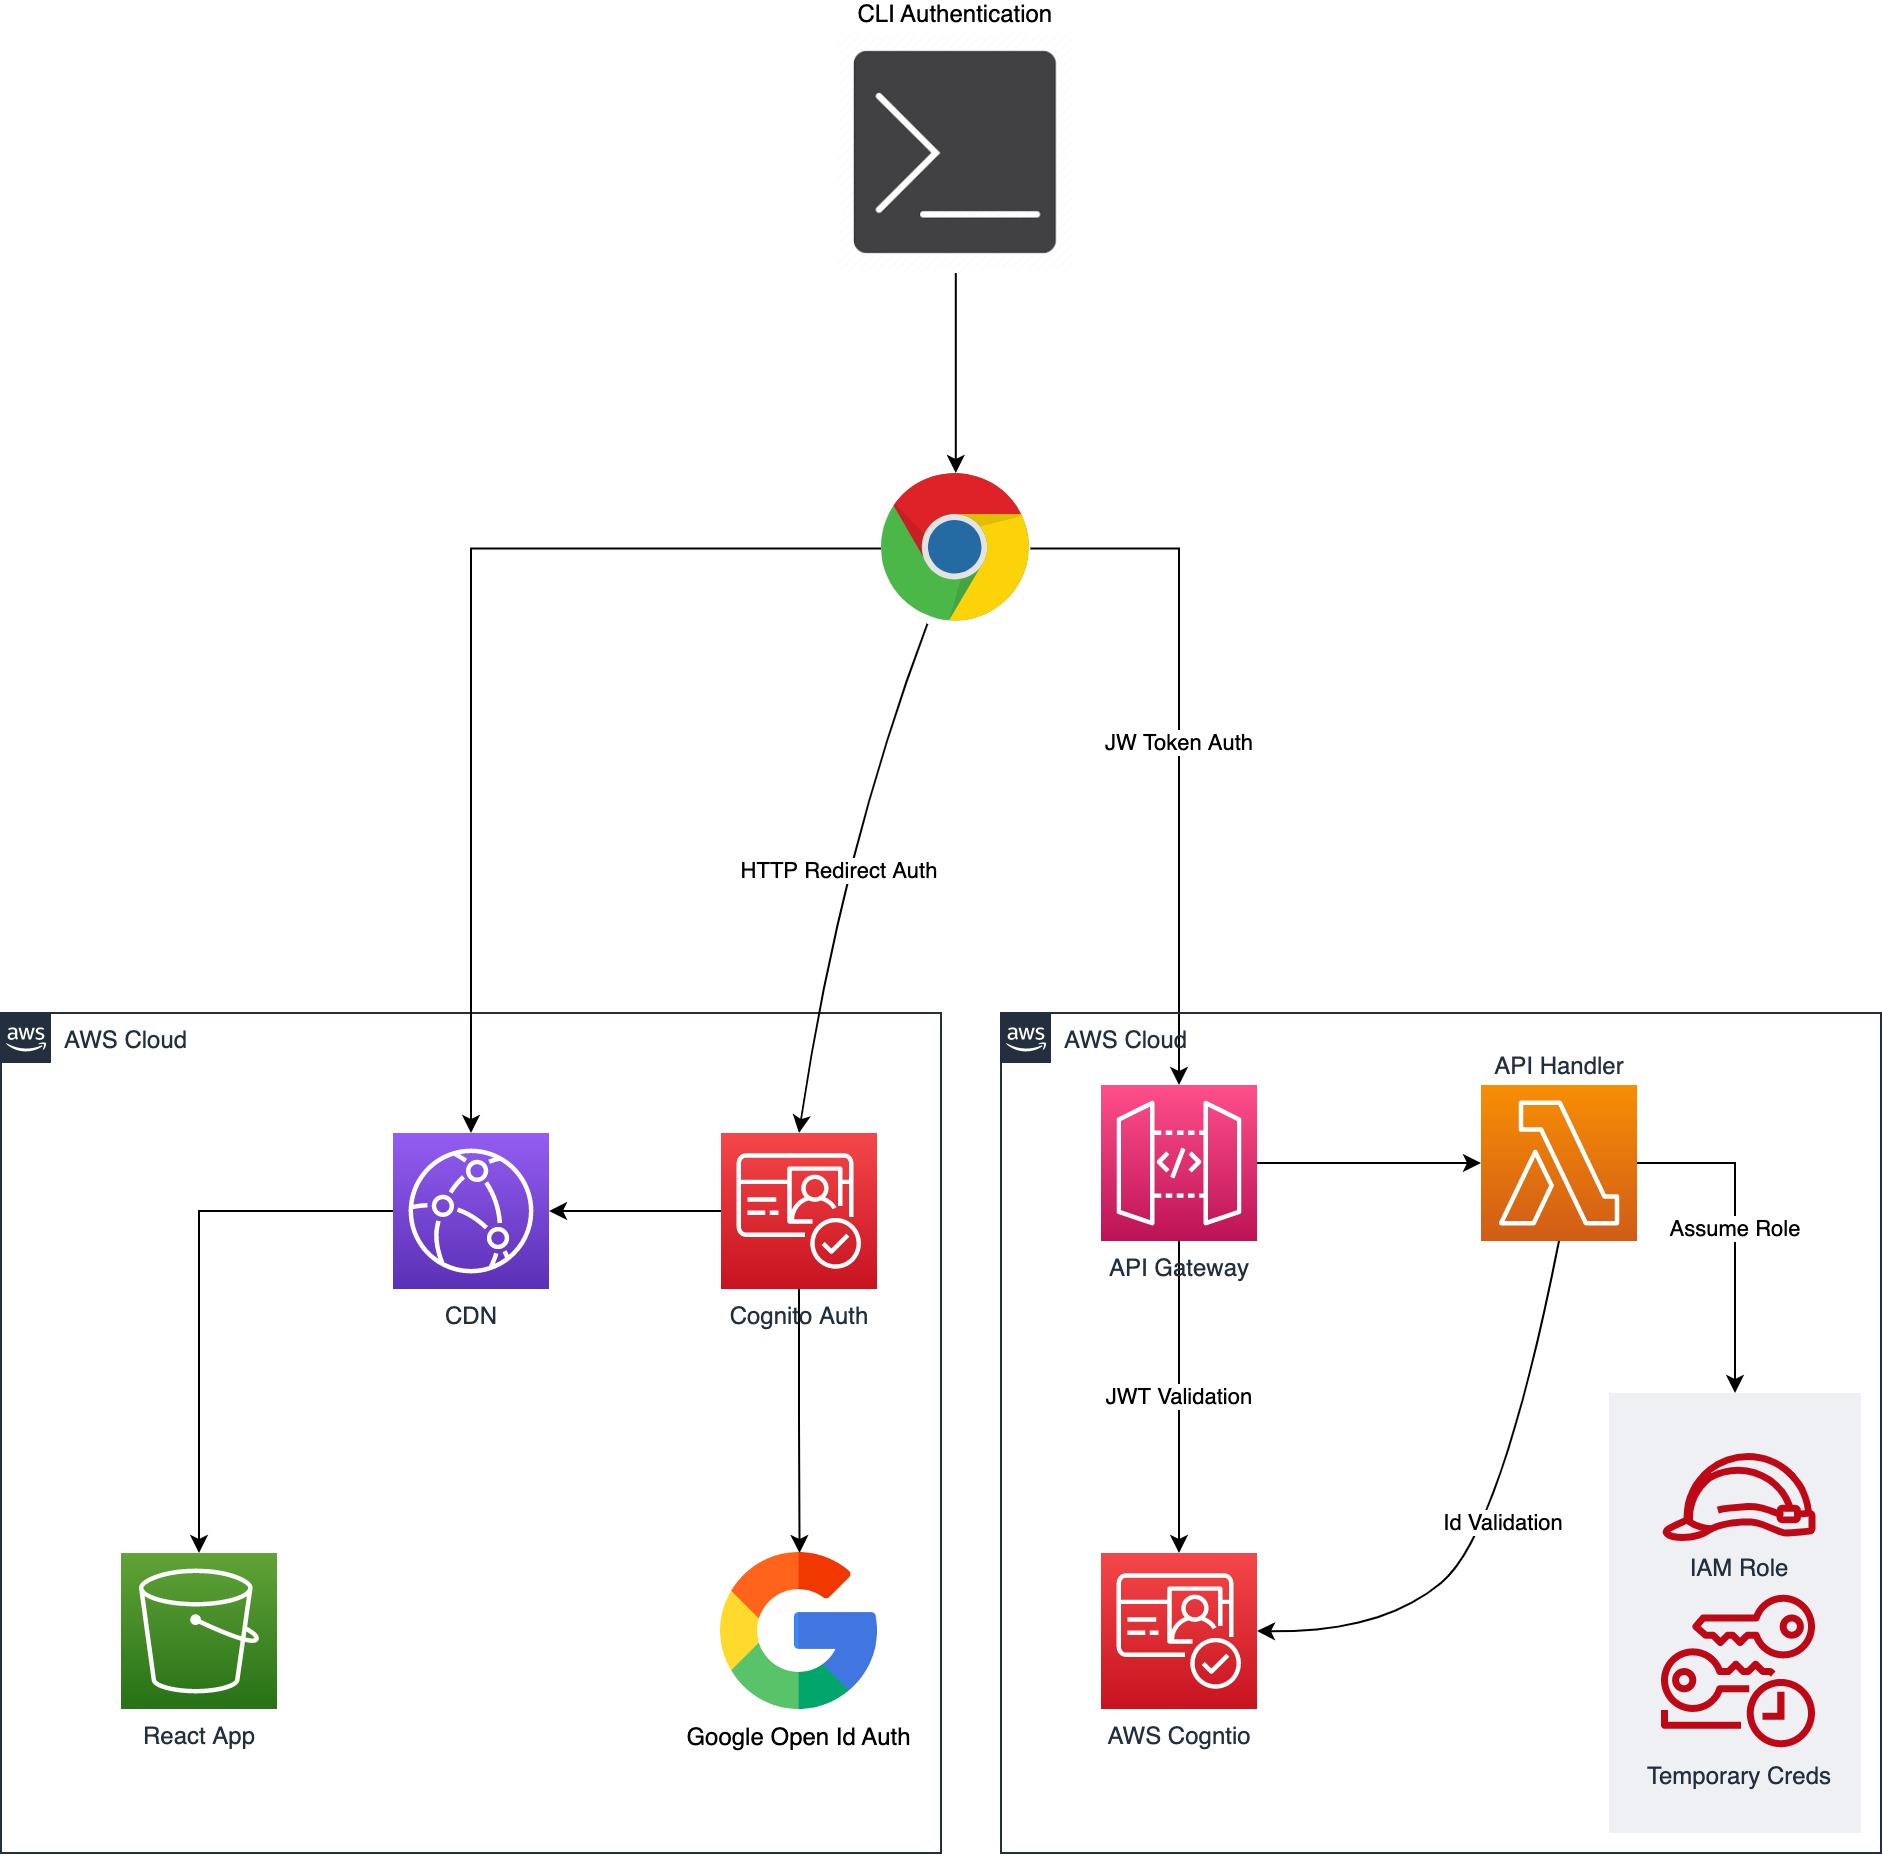 CLI Authentication
JW Token Auth
HTTP Redirect Auth
aws
AWS Cloud
CDN
Cognito Auth
React App
Google Open Id Auth
aws
AWS Cloud
API Handler
API Gateway
Assume Role
JWT Validation
Id Validation
IAM Role
AWS Cogntio
Temporary Creds